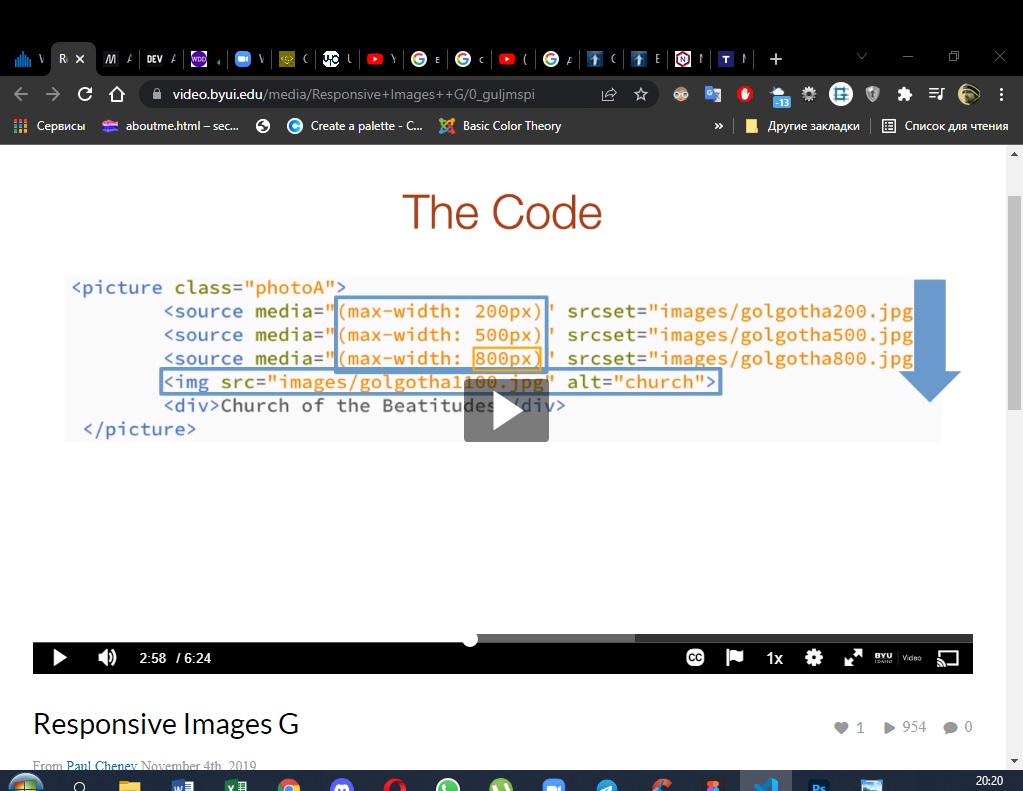 DEV
WDD
video.byui.edu/media/Responsive+Images++G/0_guljmspi
-13
Сервисы
aboutme.html – sec...
Create a palette - C...
Basic Color Theory
»
Другие закладки
Список для чтения
The Code
<picture class="photoA">
<source media="(max-width: 200px)" srcset="images/golgotha200.jpg
<source media="(max-width: 500px)" srcset="images/golgotha500.jpg
<source media="(max-width: 800px)" srcset="images/golgotha800.jpg
<img src="images/golgotha1100.jpg" alt="church">
<div>Church of the Beatitudes</div>
</picture>
2:58 / 6:24
CC
1x
BYU
IDAHO
Video
Responsive Images G
1
954
0
From Paul Cheney November 4th, 2019
20:20